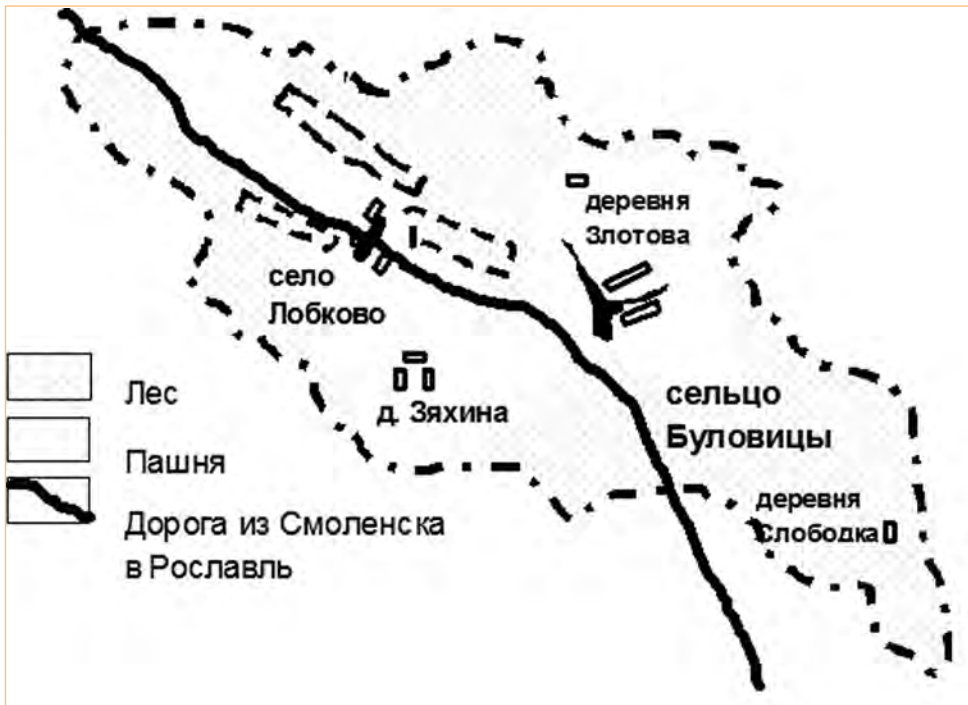 деревня
Злотова
село
Лобково
д. Зяхина
сельцо
Буловицы
деревня
Слободка
Лес
Пашня
Дорога из Смоленска
в Рославль